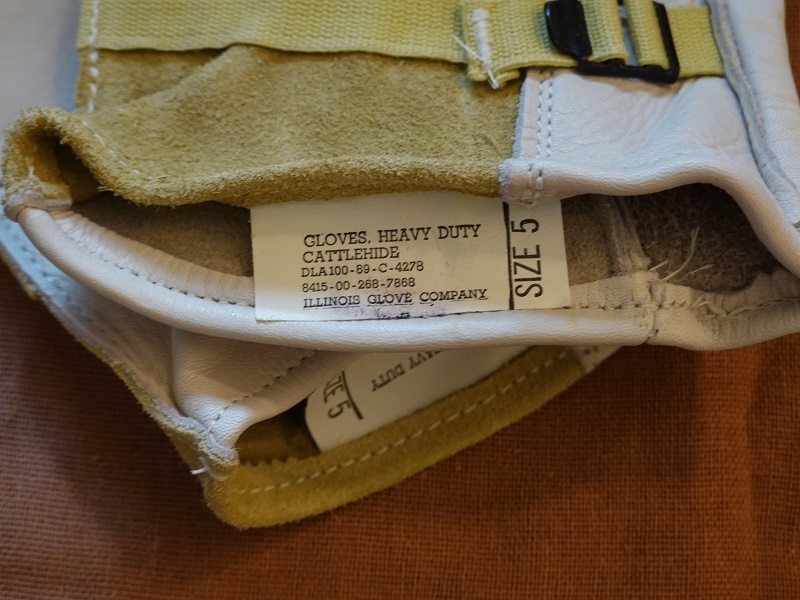 GLOVES, HEAVY DUTY
CATTLEHIDE
DLA100-89-C-4278
8415-00-268-7868
ILLINOIS GLOVE COMPANY
SIZE 5
HEAVY DUTY
ZE 5